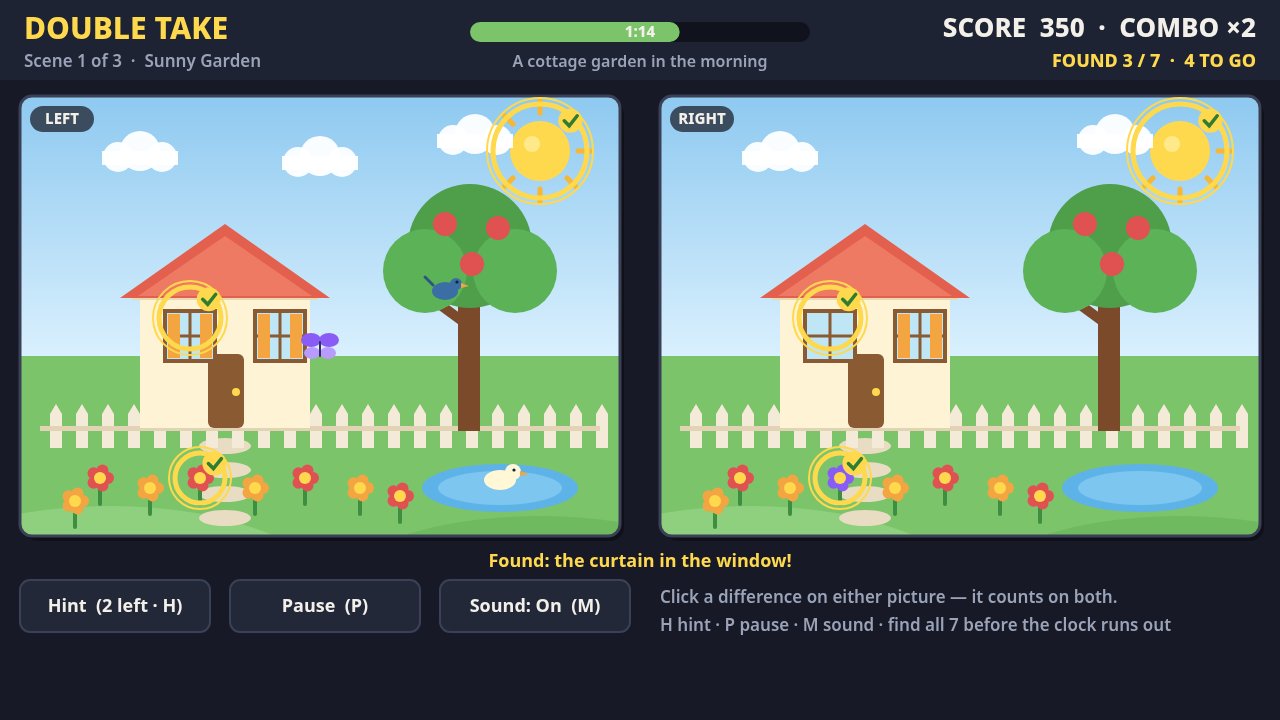 DOUBLE TAKE
Scene 1 of 3 · Sunny Garden
1:14
A cottage garden in the morning
SCORE 350 · COMBO ×2
FOUND 3 / 7 · 4 TO GO
LEFT
RIGHT
Found: the curtain in the window!
Hint (2 left · H)
Pause (P)
Sound: On (M)
Click a difference on either picture — it counts on both.
H hint · P pause · M sound · find all 7 before the clock runs out